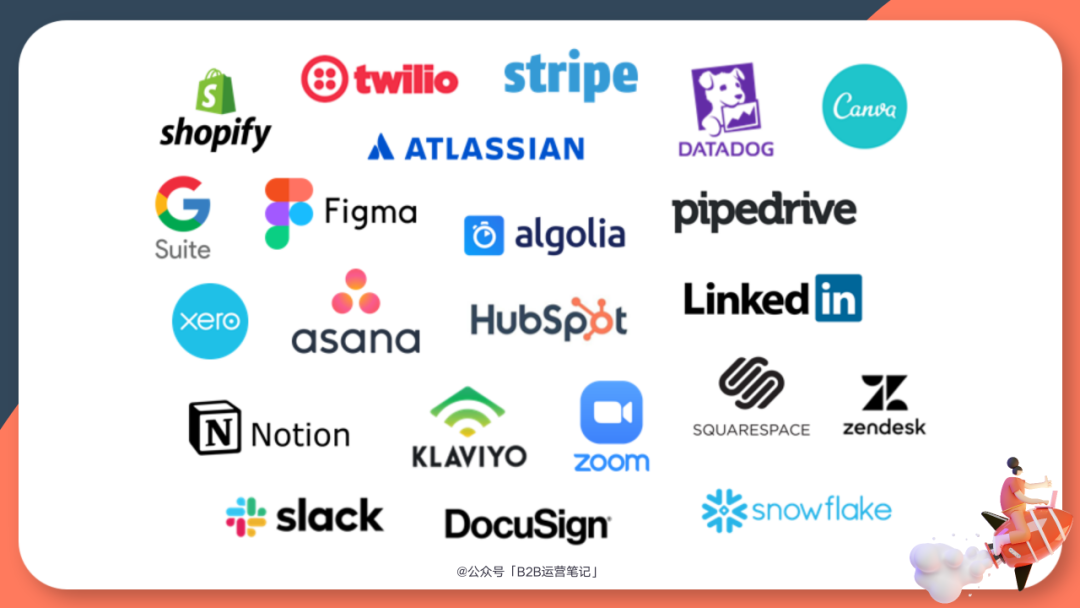 shopify
twilio
stripe
DATADOG
Canva
ATLASSIAN
G
Suite
Figma
algolia
pipedrive
xero
asana
HubSpot
Linked in
N Notion
KLAVIYO
zoom
SQUARESPACE
zendesk
slack
DocuSign
snowflake
@公众号「B2B运营笔记」